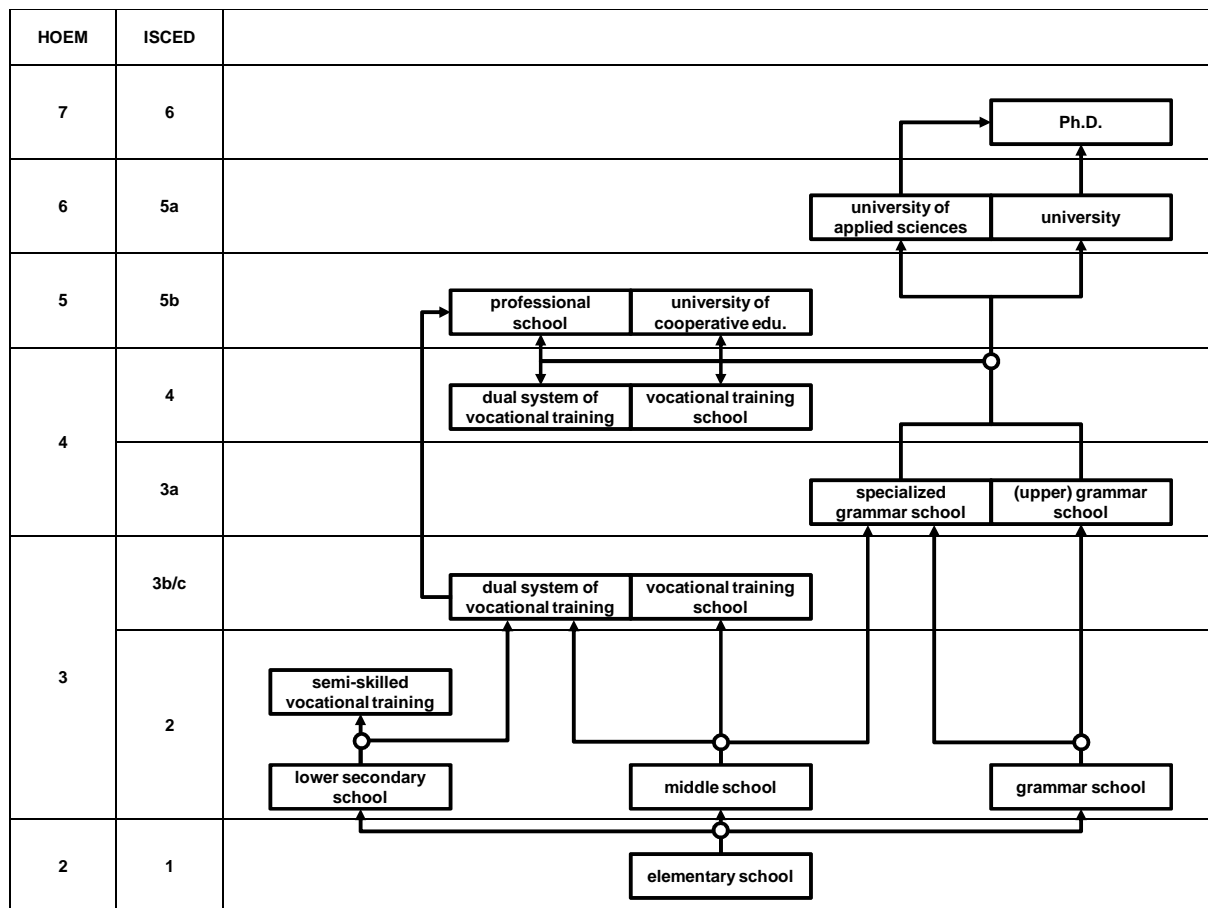 HOEM ISCED
7 6
Ph.D.
6 5a
university of
applied sciences
university
5 5b
professional
school
university of
cooperative edu.
4
4
dual system of
vocational training
vocational training
school
3a
specialized
grammar school
(upper) grammar
school
3
3b/c
dual system of
vocational training
vocational training
school
2
semi-skilled
vocational training
lower secondary
school
middle school
grammar school
2 1
elementary school